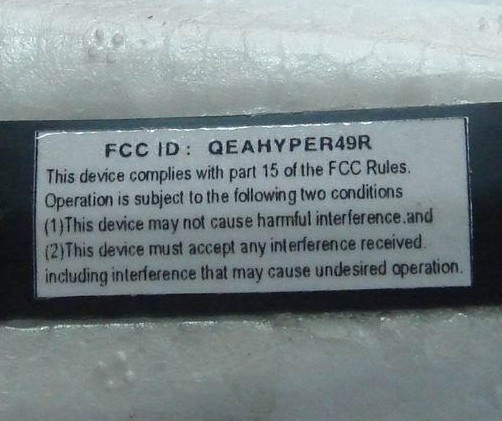 FCC ID: QEAHYPER49R
This device complies with part 15 of the FCC Rules.
Operation is subject to the following two conditions
(1)This device may not cause harmful interference.and
(2)This device must accept any interference received.
including interference that may cause undesired operation.